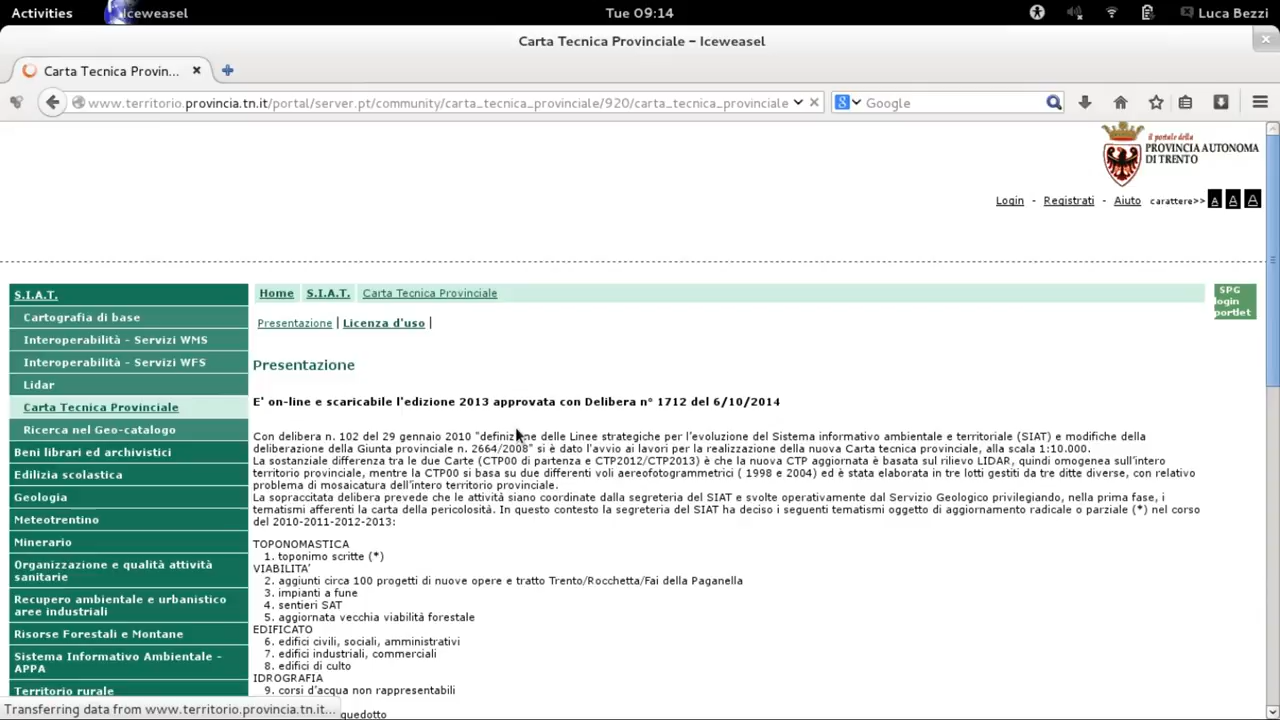 Activities
Iceweasel
Tue 09:14
Luca Bezzi
Carta Tecnica Provinciale – Iceweasel
Carta Tecnica Provin...
www.territorio.provincia.tn.it/portal/server.pt/community/carta_tecnica_provinciale/920/carta_tecnica_provinciale
Google
il portale della
PROVINCIA AUTONOMA
DI TRENTO
Login - Registrati - Aiuto carattere>> A A A
S.I.A.T.
Cartografia di base
Interoperabilità - Servizi WMS
Interoperabilità - Servizi WFS
Lidar
Carta Tecnica Provinciale
Ricerca nel Geo-catalogo
Beni librari ed archivistici
Edilizia scolastica
Geologia
Meteotrentino
Minerario
Organizzazione e qualità attività
sanitarie
Recupero ambientale e urbanistico
aree industriali
Risorse Forestali e Montane
Sistema Informativo Ambientale -
APPA
Territorio rurale
Home S.I.A.T. Carta Tecnica Provinciale
SPG
login
portlet
Presentazione | Licenza d'uso |
Presentazione
E' on-line e scaricabile l'edizione 2013 approvata con Delibera n° 1712 del 6/10/2014
Con delibera n. 102 del 29 gennaio 2010 "definizione delle Linee strategiche per l'evoluzione del Sistema informativo ambientale e territoriale (SIAT) e modifiche della
deliberazione della Giunta provinciale n. 2664/2008" si è dato l'avvio ai lavori per la realizzazione della nuova Carta tecnica provinciale, alla scala 1:10.000.
La sostanziale differenza tra le due Carte (CTP00 di partenza e CTP2012/CTP2013) è che la nuova CTP aggiornata è basata sul rilievo LIDAR, quindi omogenea sull'intero
territorio provinciale, mentre la CTP00 si basa su due differenti voli aereofotogrammetrici ( 1998 e 2004) ed è stata elaborata in tre lotti gestiti da tre ditte diverse, con relativo
problema di mosaicatura dell'intero territorio provinciale.
La sopraccitata delibera prevede che le attività siano coordinate dalla segreteria del SIAT e svolte operativamente dal Servizio Geologico privilegiando, nella prima fase, i
tematismi afferenti la carta della pericolosità. In questo contesto la segreteria del SIAT ha deciso i seguenti tematismi oggetto di aggiornamento radicale o parziale (*) nel corso
del 2010-2011-2012-2013:
TOPONOMASTICA
1. toponimo scritte (*)
VIABILITA'
2. aggiunti circa 100 progetti di nuove opere e tratto Trento/Rocchetta/Fai della Paganella
3. impianti a fune
4. sentieri SAT
5. aggiornata vecchia viabilità forestale
EDIFICATO
6. edifici civili, sociali, amministrativi
7. edifici industriali, commerciali
8. edifici di culto
IDROGRAFIA
9. corsi d'acqua non rappresentabili
quedotto
Transferring data from www.territorio.provincia.tn.it...